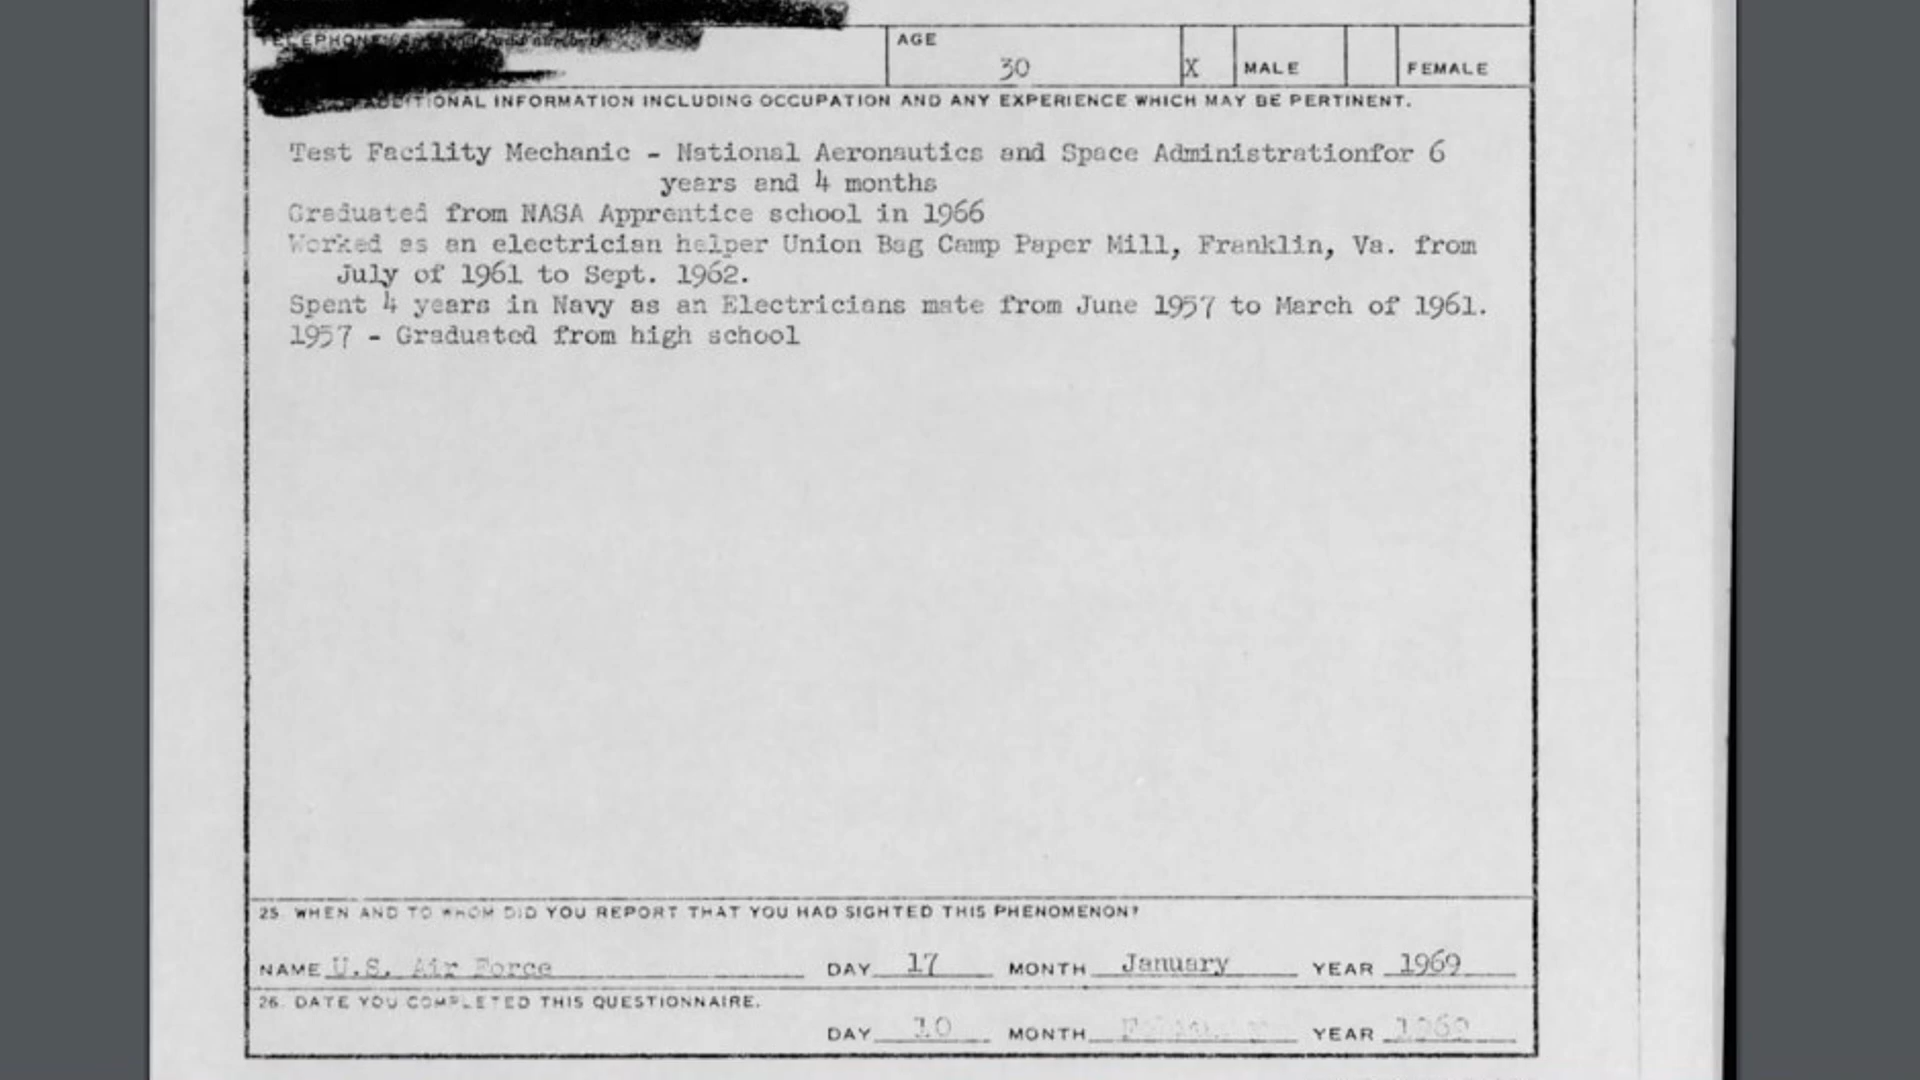 TELEPHONE
AGE
30
X MALE FEMALE
ADDITIONAL INFORMATION INCLUDING OCCUPATION AND ANY EXPERIENCE WHICH MAY BE PERTINENT.
Test Facility Mechanic - National Aeronautics and Space Administrationfor 6
years and 4 months
Graduated from NASA Apprentice school in 1966
Worked as an electrician helper Union Bag Camp Paper Mill, Franklin, Va. from
July of 1961 to Sept. 1962.
Spent 4 years in Navy as an Electricians mate from June 1957 to March of 1961.
1957 - Graduated from high school
25. WHEN AND TO WHOM DID YOU REPORT THAT YOU HAD SIGHTED THIS PHENOMENON?
NAME U.S. Air Force DAY 17 MONTH January YEAR 1969
26. DATE YOU COMPLETED THIS QUESTIONNAIRE.
DAY 10 MONTH YEAR